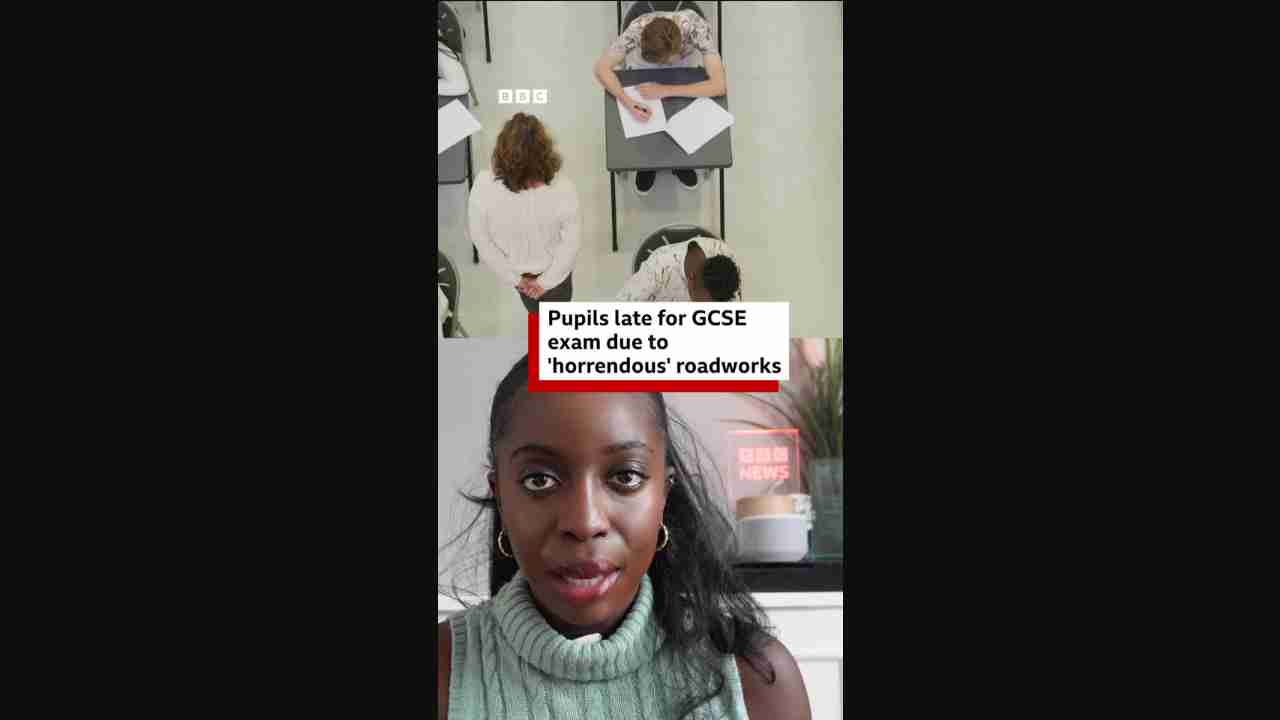 BBC
Pupils late for GCSE
exam due to
'horrendous' roadworks
BBC
NEWS